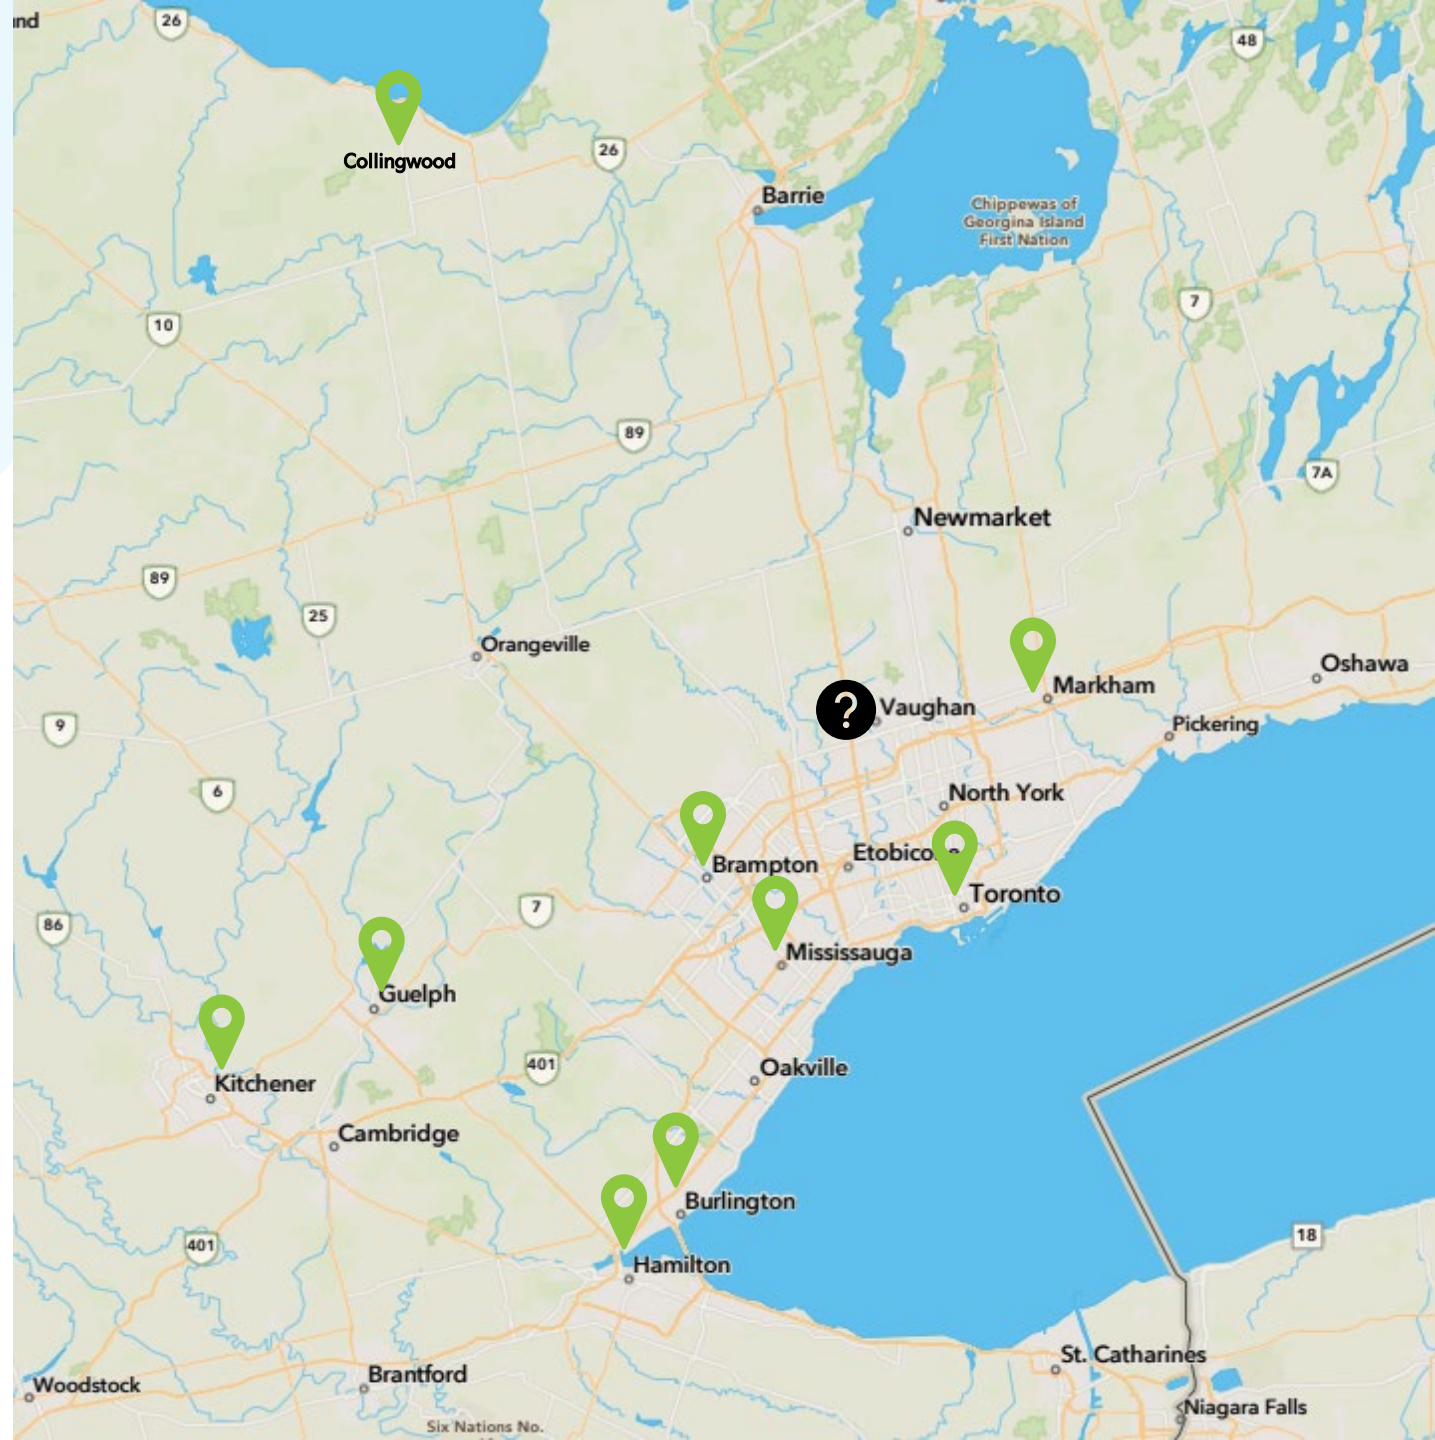 nd
26
48
Collingwood
26
Barrie
Chippewas of
Georgina Island
First Nation
7
10
89
7A
Newmarket
89
25
Orangeville
Oshawa
Markham
?
Vaughan
9
Pickering
6
North York
Etobico
Brampton
Toronto
7
86
Mississauga
Guelph
401
Oakville
Kitchener
Cambridge
Burlington
18
401
Hamilton
St. Catharines
Brantford
Woodstock
Niagara Falls
Six Nations No.